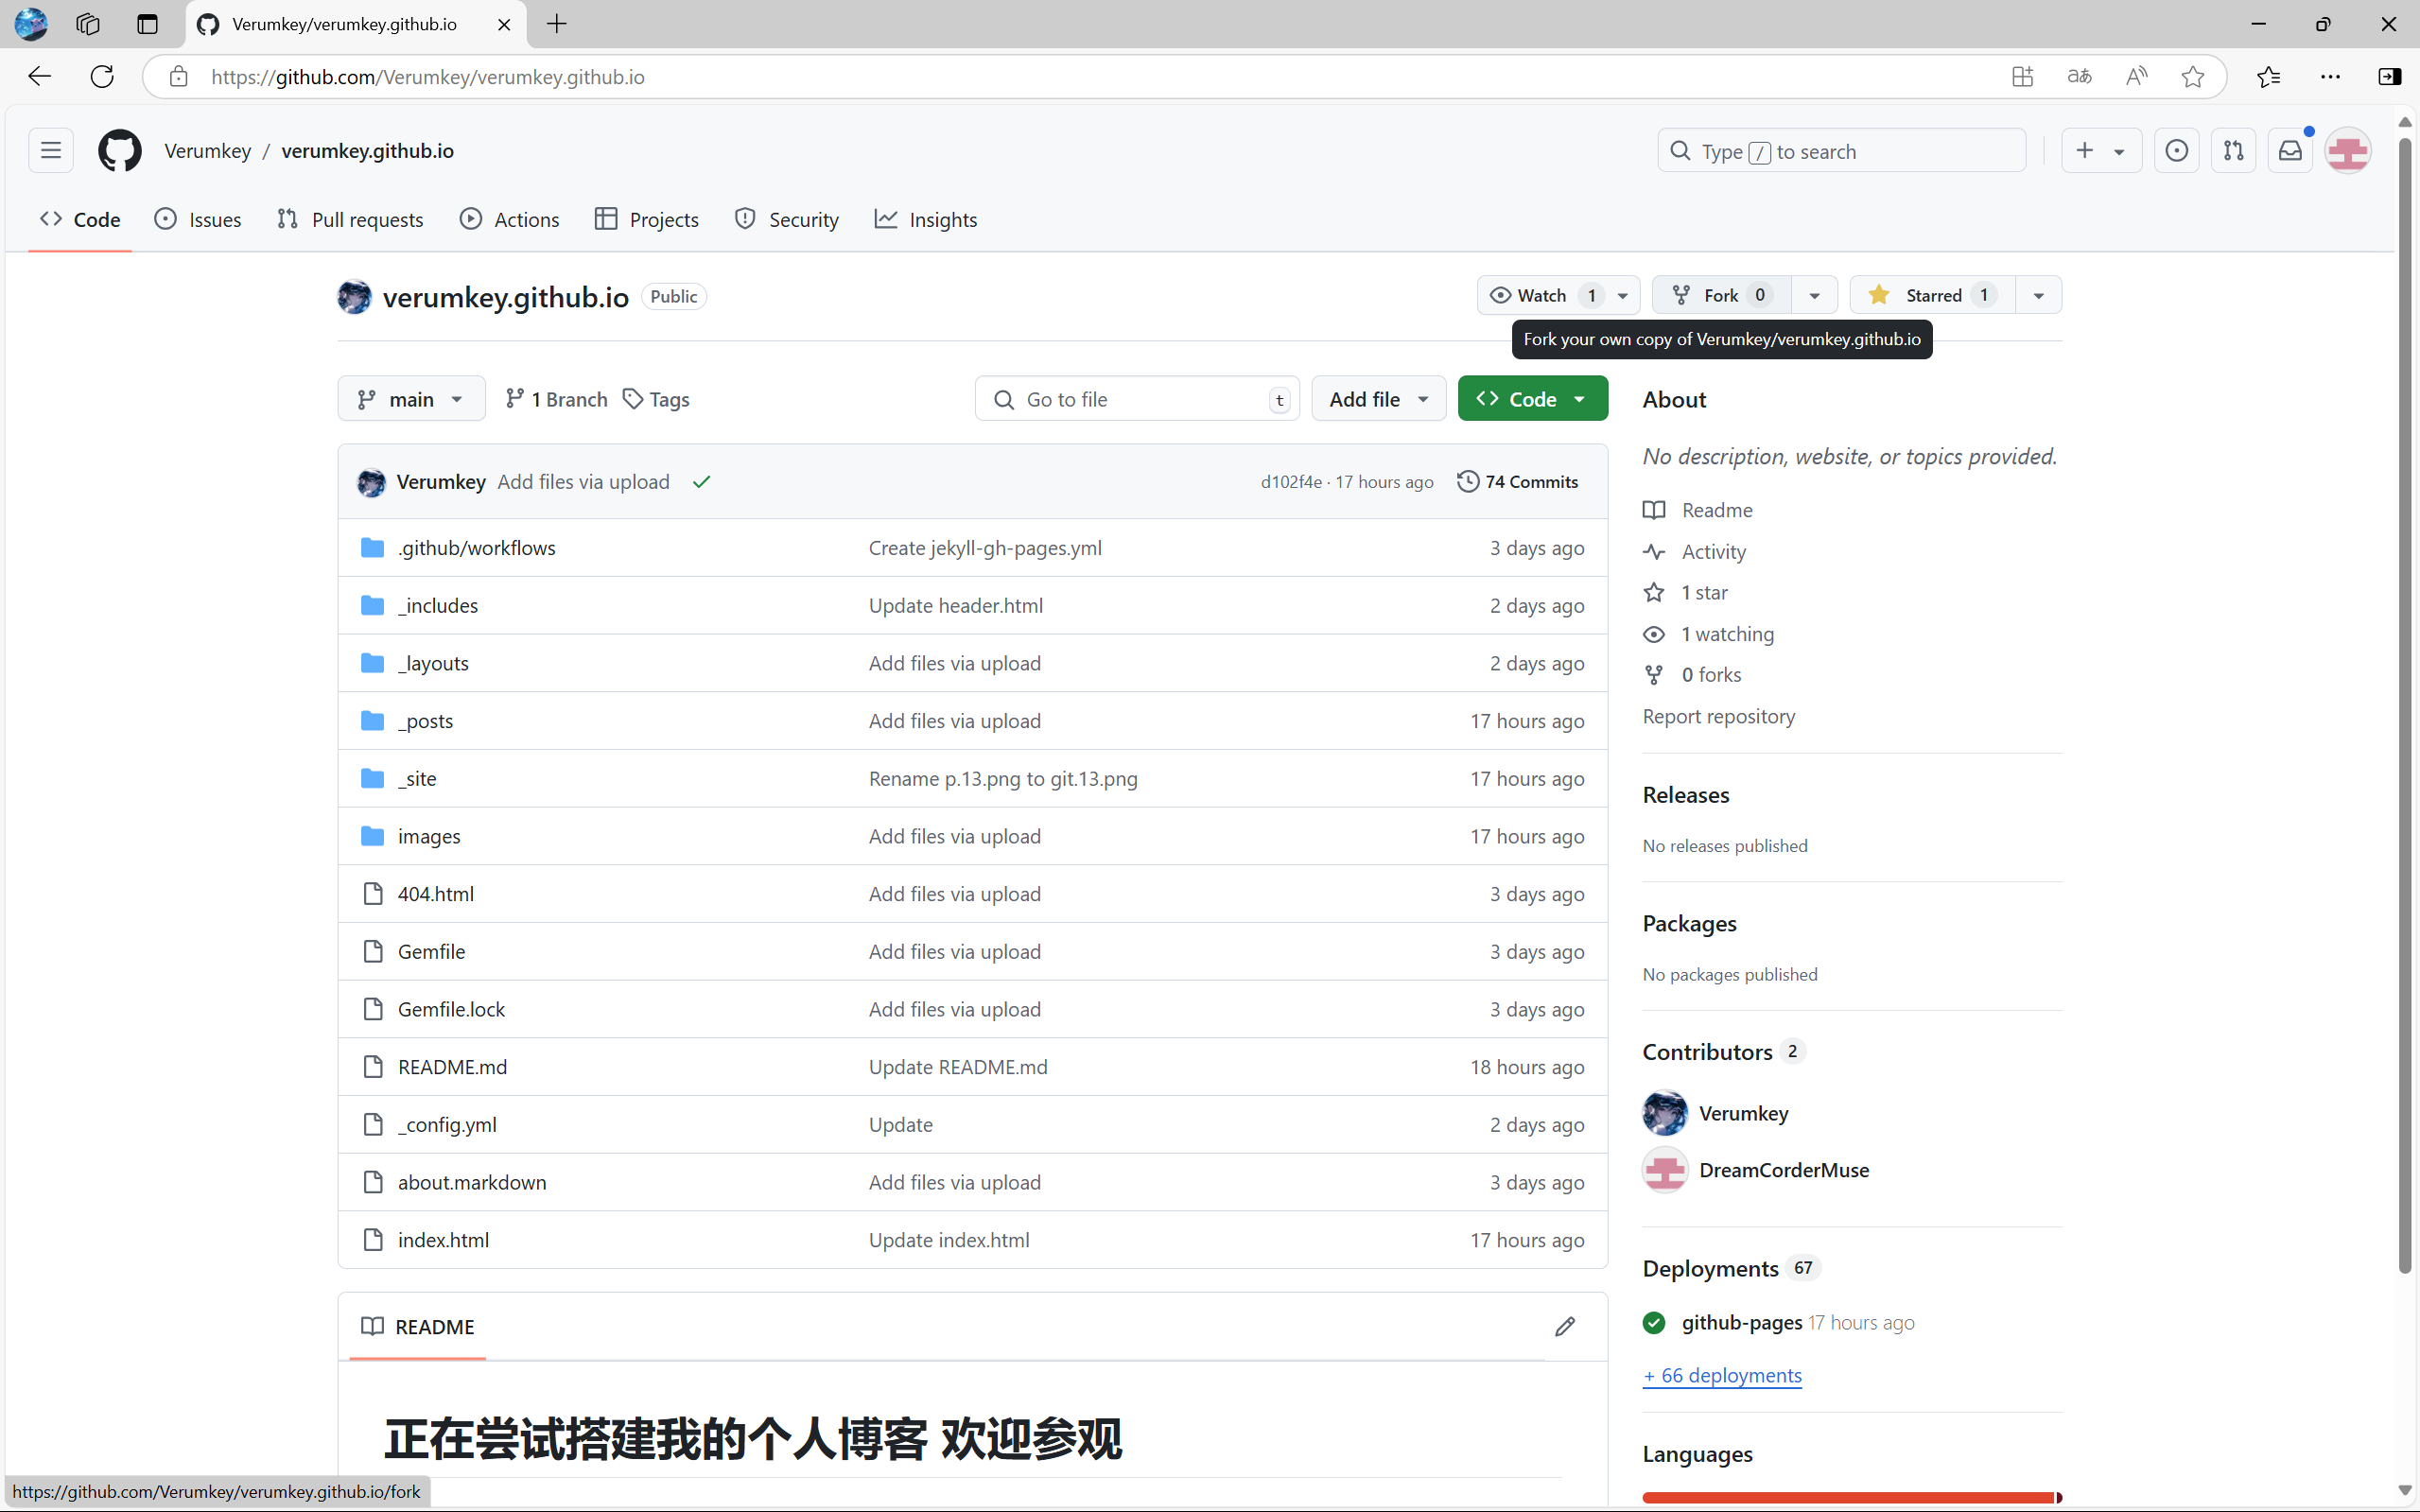 Verumkey/verumkey.github.io
https://github.com/Verumkey/verumkey.github.io
Verumkey / verumkey.github.io
Type / to search
Code Issues Pull requests Actions Projects Security Insights
verumkey.github.io Public
Watch 1 Fork 0 Starred 1
Fork your own copy of Verumkey/verumkey.github.io
main 1 Branch Tags Go to file t Add file Code
Verumkey Add files via upload d102f4e · 17 hours ago 74 Commits
.github/workflows Create jekyll-gh-pages.yml 3 days ago
_includes Update header.html 2 days ago
_layouts Add files via upload 2 days ago
_posts Add files via upload 17 hours ago
_site Rename p.13.png to git.13.png 17 hours ago
images Add files via upload 17 hours ago
404.html Add files via upload 3 days ago
Gemfile Add files via upload 3 days ago
Gemfile.lock Add files via upload 3 days ago
README.md Update README.md 18 hours ago
_config.yml Update 2 days ago
about.markdown Add files via upload 3 days ago
index.html Update index.html 17 hours ago
README
正在尝试搭建我的个人博客 欢迎参观
About
No description, website, or topics provided.
Readme
Activity
1 star
1 watching
0 forks
Report repository
Releases
No releases published
Packages
No packages published
Contributors 2
Verumkey
DreamCorderMuse
Deployments 67
github-pages 17 hours ago
+ 66 deployments
Languages
https://github.com/Verumkey/verumkey.github.io/fork